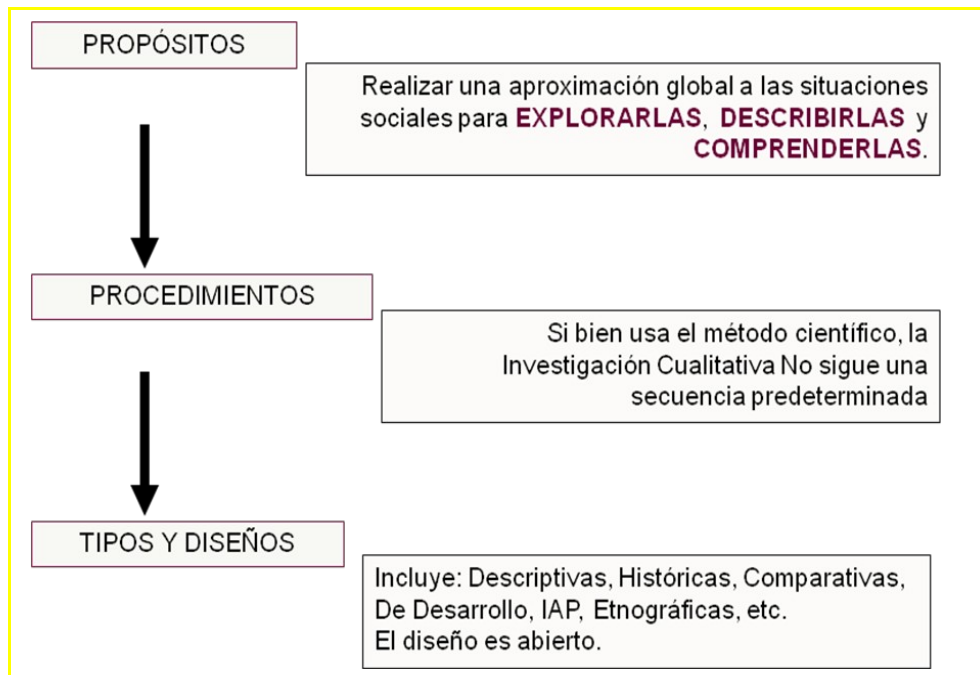 PROPÓSITOS
Realizar una aproximación global a las situaciones
sociales para EXPLORARLAS, DESCRIBIRLAS y
COMPRENDERLAS.
PROCEDIMIENTOS
Si bien usa el método científico, la
Investigación Cualitativa No sigue una
secuencia predeterminada
TIPOS Y DISEÑOS
Incluye: Descriptivas, Históricas, Comparativas,
De Desarrollo, IAP, Etnográficas, etc.
El diseño es abierto.